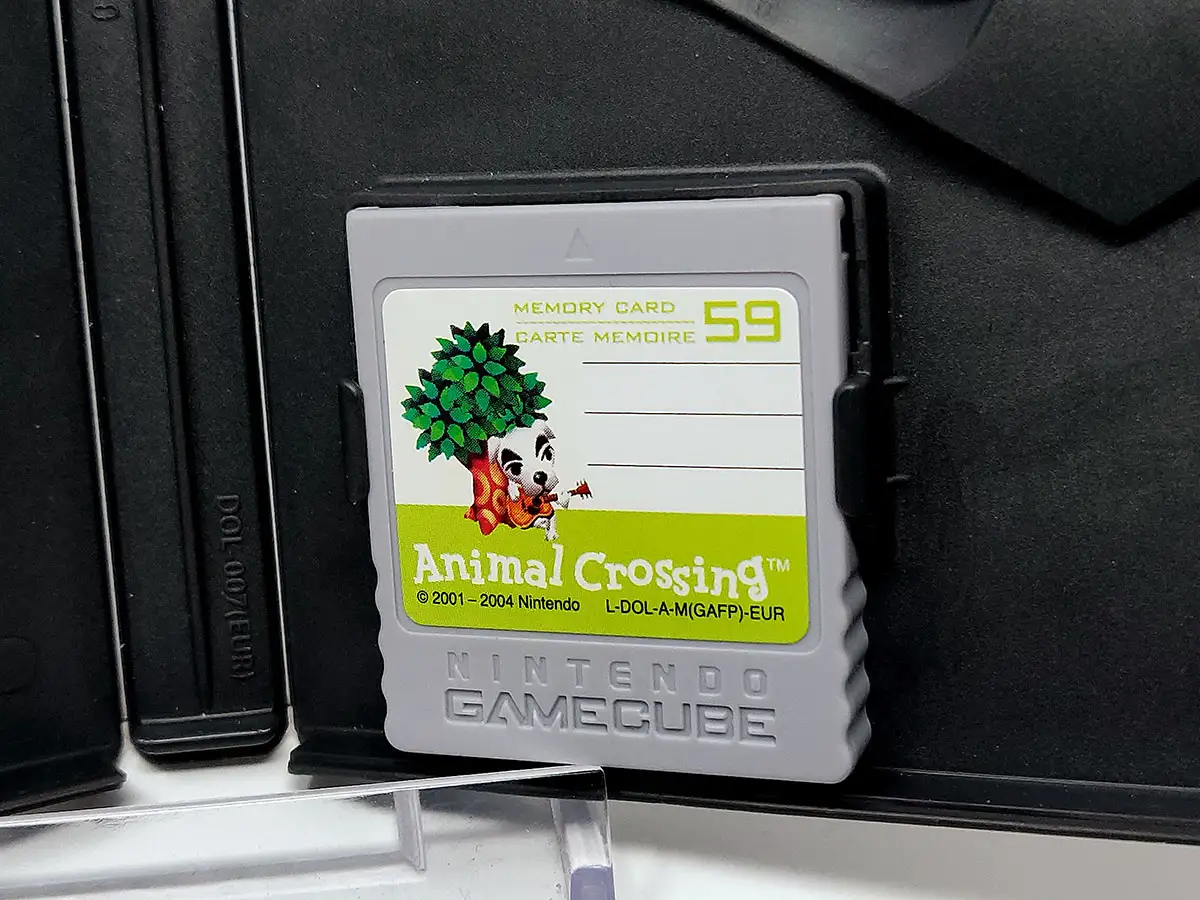 MEMORY CARD 59
CARTE MEMOIRE
Animal Crossing™
© 2001 – 2004 Nintendo L-DOL-A-M(GAFP)-EUR
NINTENDO
GAMECUBE
DOL-007(EUR)